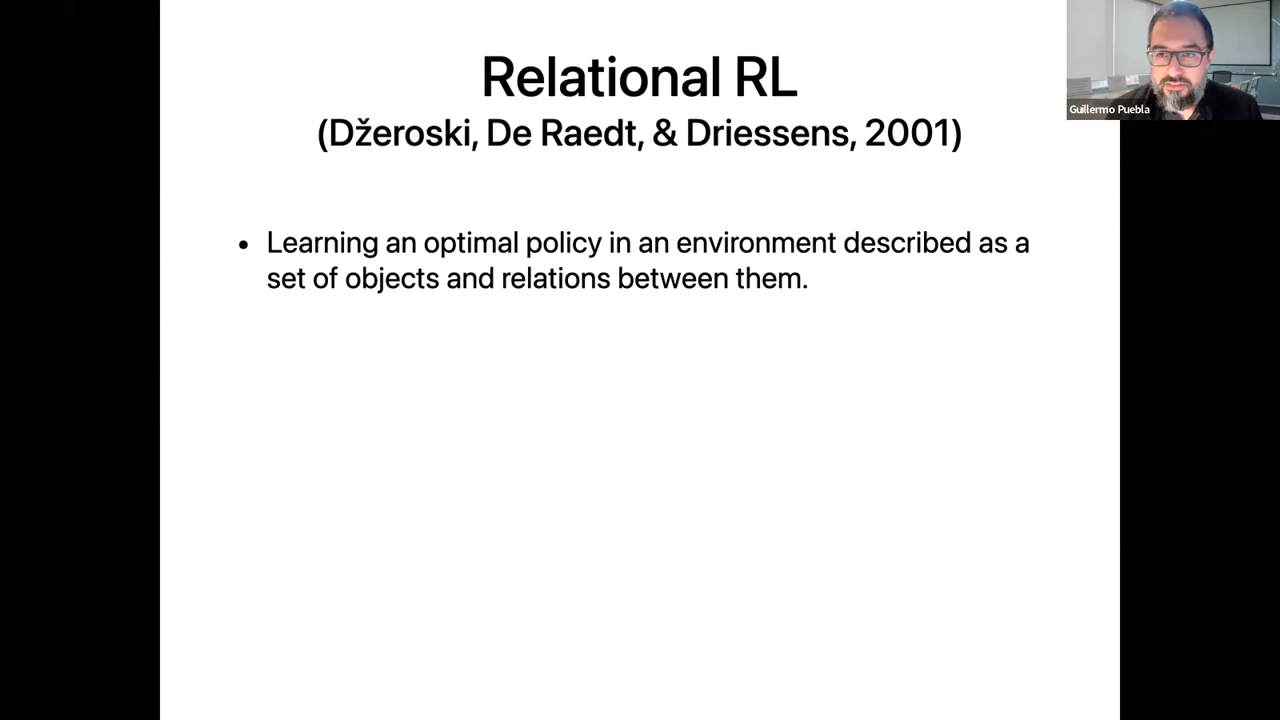 Relational RL
(Džeroski, De Raedt, & Driessens, 2001)
Guillermo Puebla
• Learning an optimal policy in an environment described as a
set of objects and relations between them.